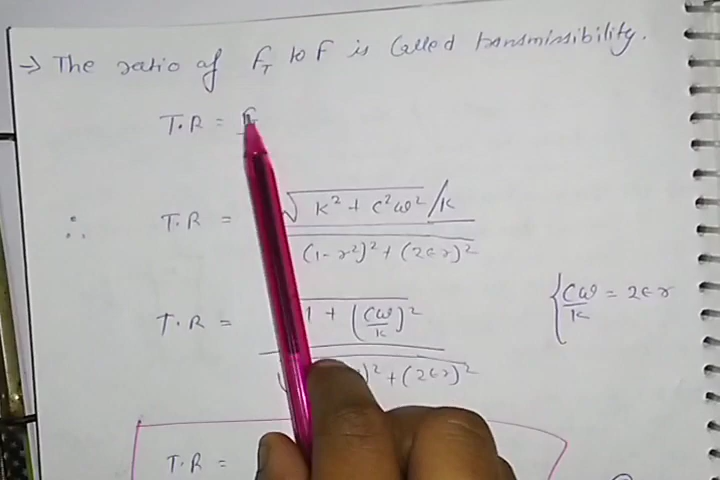 → The ratio of F_T to F is Called transmissibility.
T.R = F
∴ T.R = √ K² + C²ω² / K
(1-r²)² + (2εr)²
T.R = 1 + (Cω/K)² { Cω/K = 2εr
)² + (2εr)²
T.R =